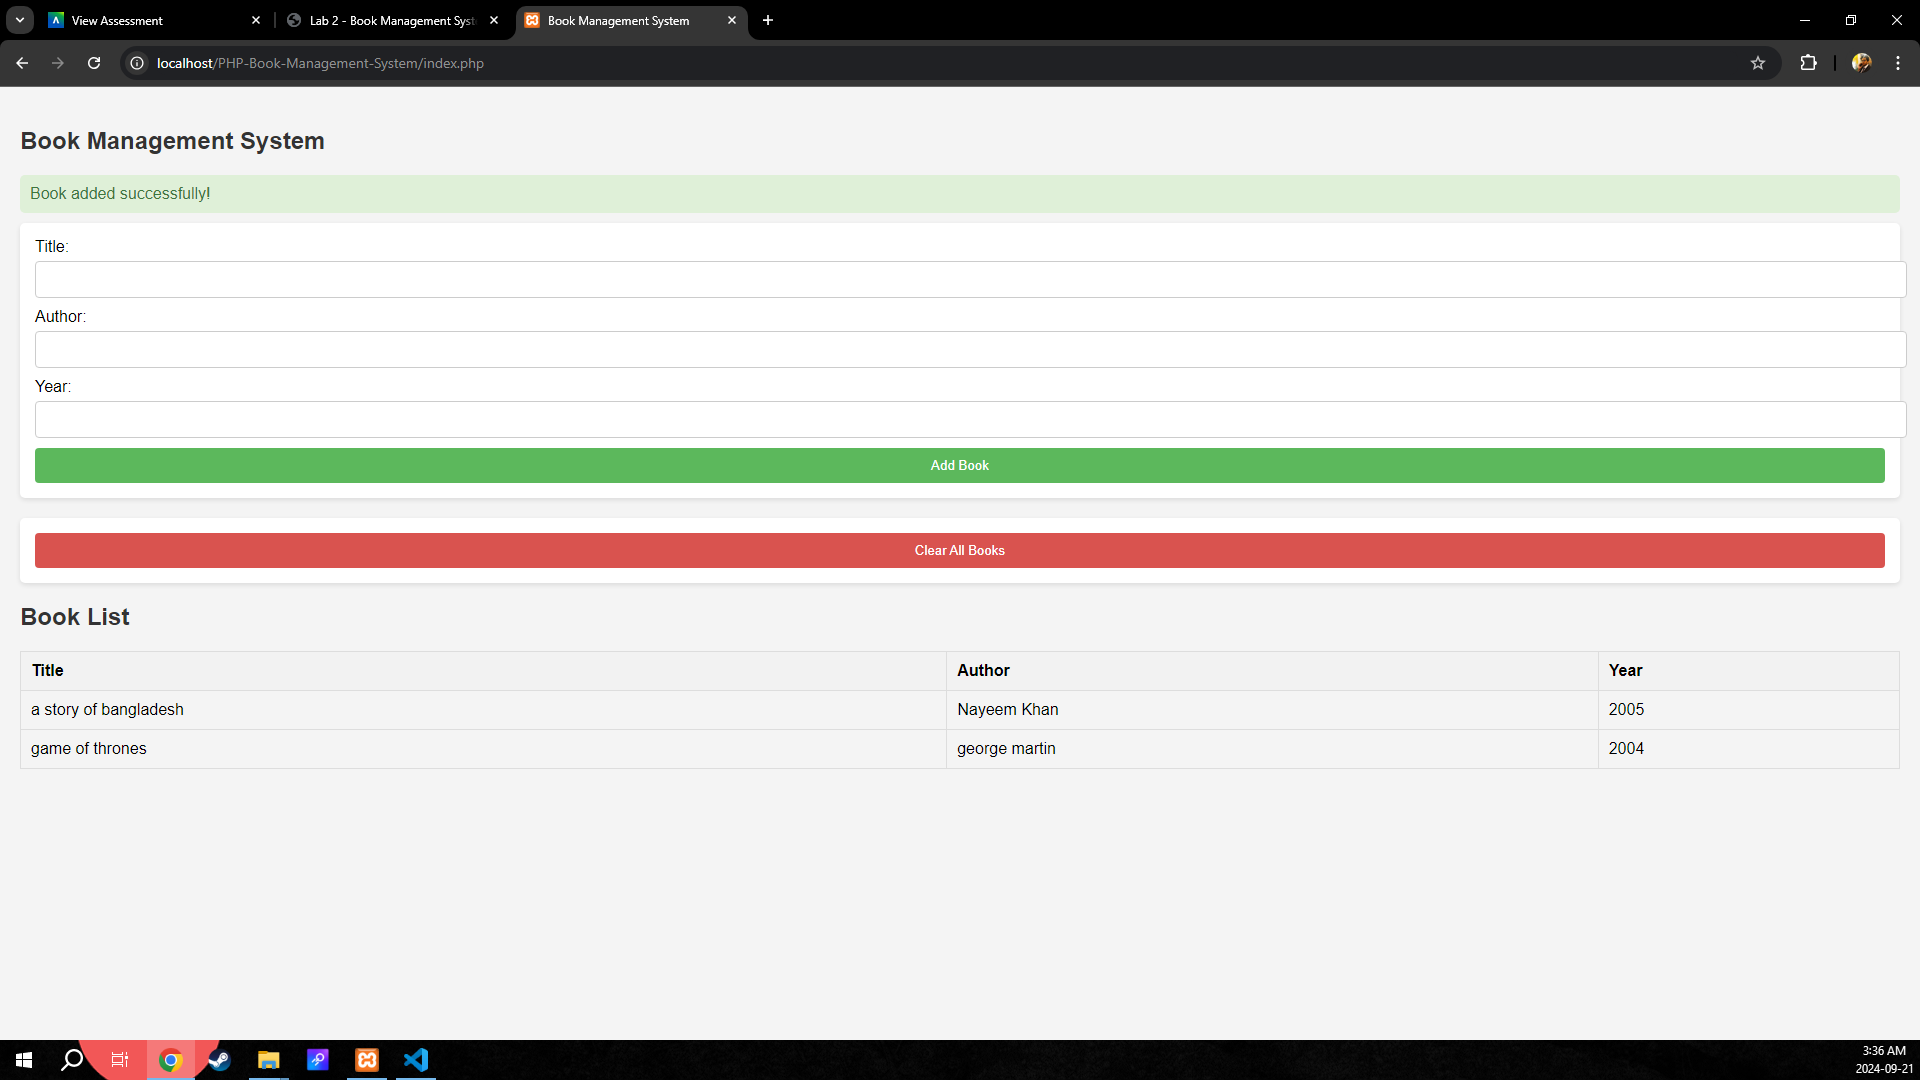 View Assessment
Lab 2 - Book Management Syst
Book Management System
localhost/PHP-Book-Management-System/index.php
Book Management System
Book added successfully!
Title:
Author:
Year:
Add Book
Clear All Books
Book List
Title Author Year
a story of bangladesh Nayeem Khan 2005
game of thrones george martin 2004
3:36 AM
2024-09-21